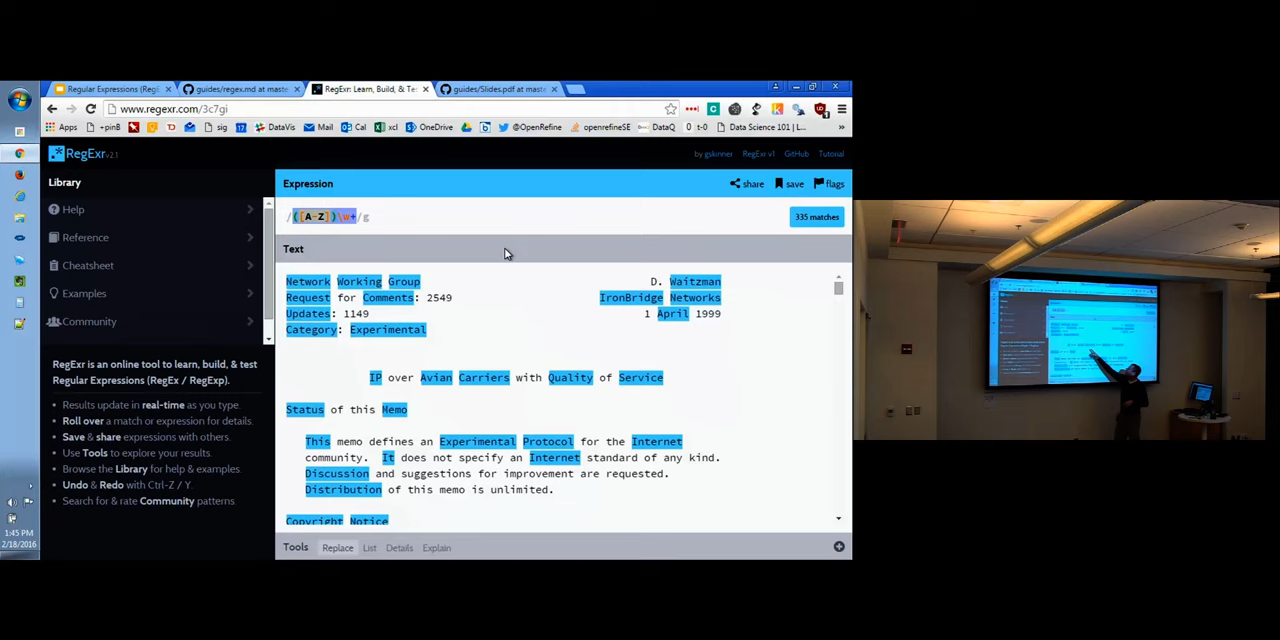 Regular Expressions (Reg
guides/regex.md at maste
RegExr: Learn, Build, & Te
guides/Slides.pdf at maste
www.regexr.com/3c7gi
Apps
+pinB
sig
DataVis
Mail
Cal
xcl
OneDrive
@OpenRefine
openrefineSE
DataQ
t-0
Data Science 101 | L...
»
RegExr v2.1
by gskinner
RegExr v1
GitHub
Tutorial
Library
Help
Reference
Cheatsheet
Examples
Community
RegExr is an online tool to learn, build, & test
Regular Expressions (RegEx / RegExp).
Results update in real-time as you type.
Roll over a match or expression for details.
Save & share expressions with others.
Use Tools to explore your results.
Browse the Library for help & examples.
Undo & Redo with Ctrl-Z / Y.
Search for & rate Community patterns.
Expression
share
save
flags
/([A-Z])\w+/g
335 matches
Text
Network Working Group D. Waitzman
Request for Comments: 2549 IronBridge Networks
Updates: 1149 1 April 1999
Category: Experimental
IP over Avian Carriers with Quality of Service
Status of this Memo
This memo defines an Experimental Protocol for the Internet
community. It does not specify an Internet standard of any kind.
Discussion and suggestions for improvement are requested.
Distribution of this memo is unlimited.
Copyright Notice
Tools
Replace
List
Details
Explain
1:45 PM
2/18/2016